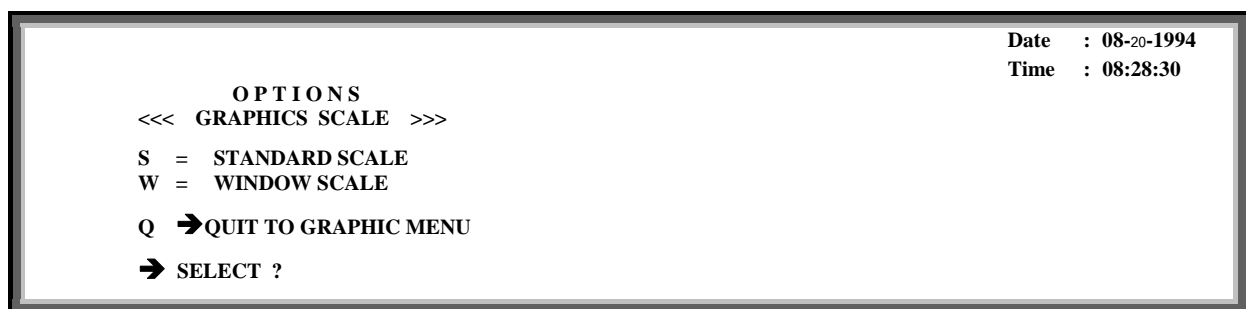 Date : 08-20-1994
Time : 08:28:30
O P T I O N S
<<< GRAPHICS SCALE >>>
S = STANDARD SCALE
W = WINDOW SCALE
Q ➔QUIT TO GRAPHIC MENU
➔ SELECT ?